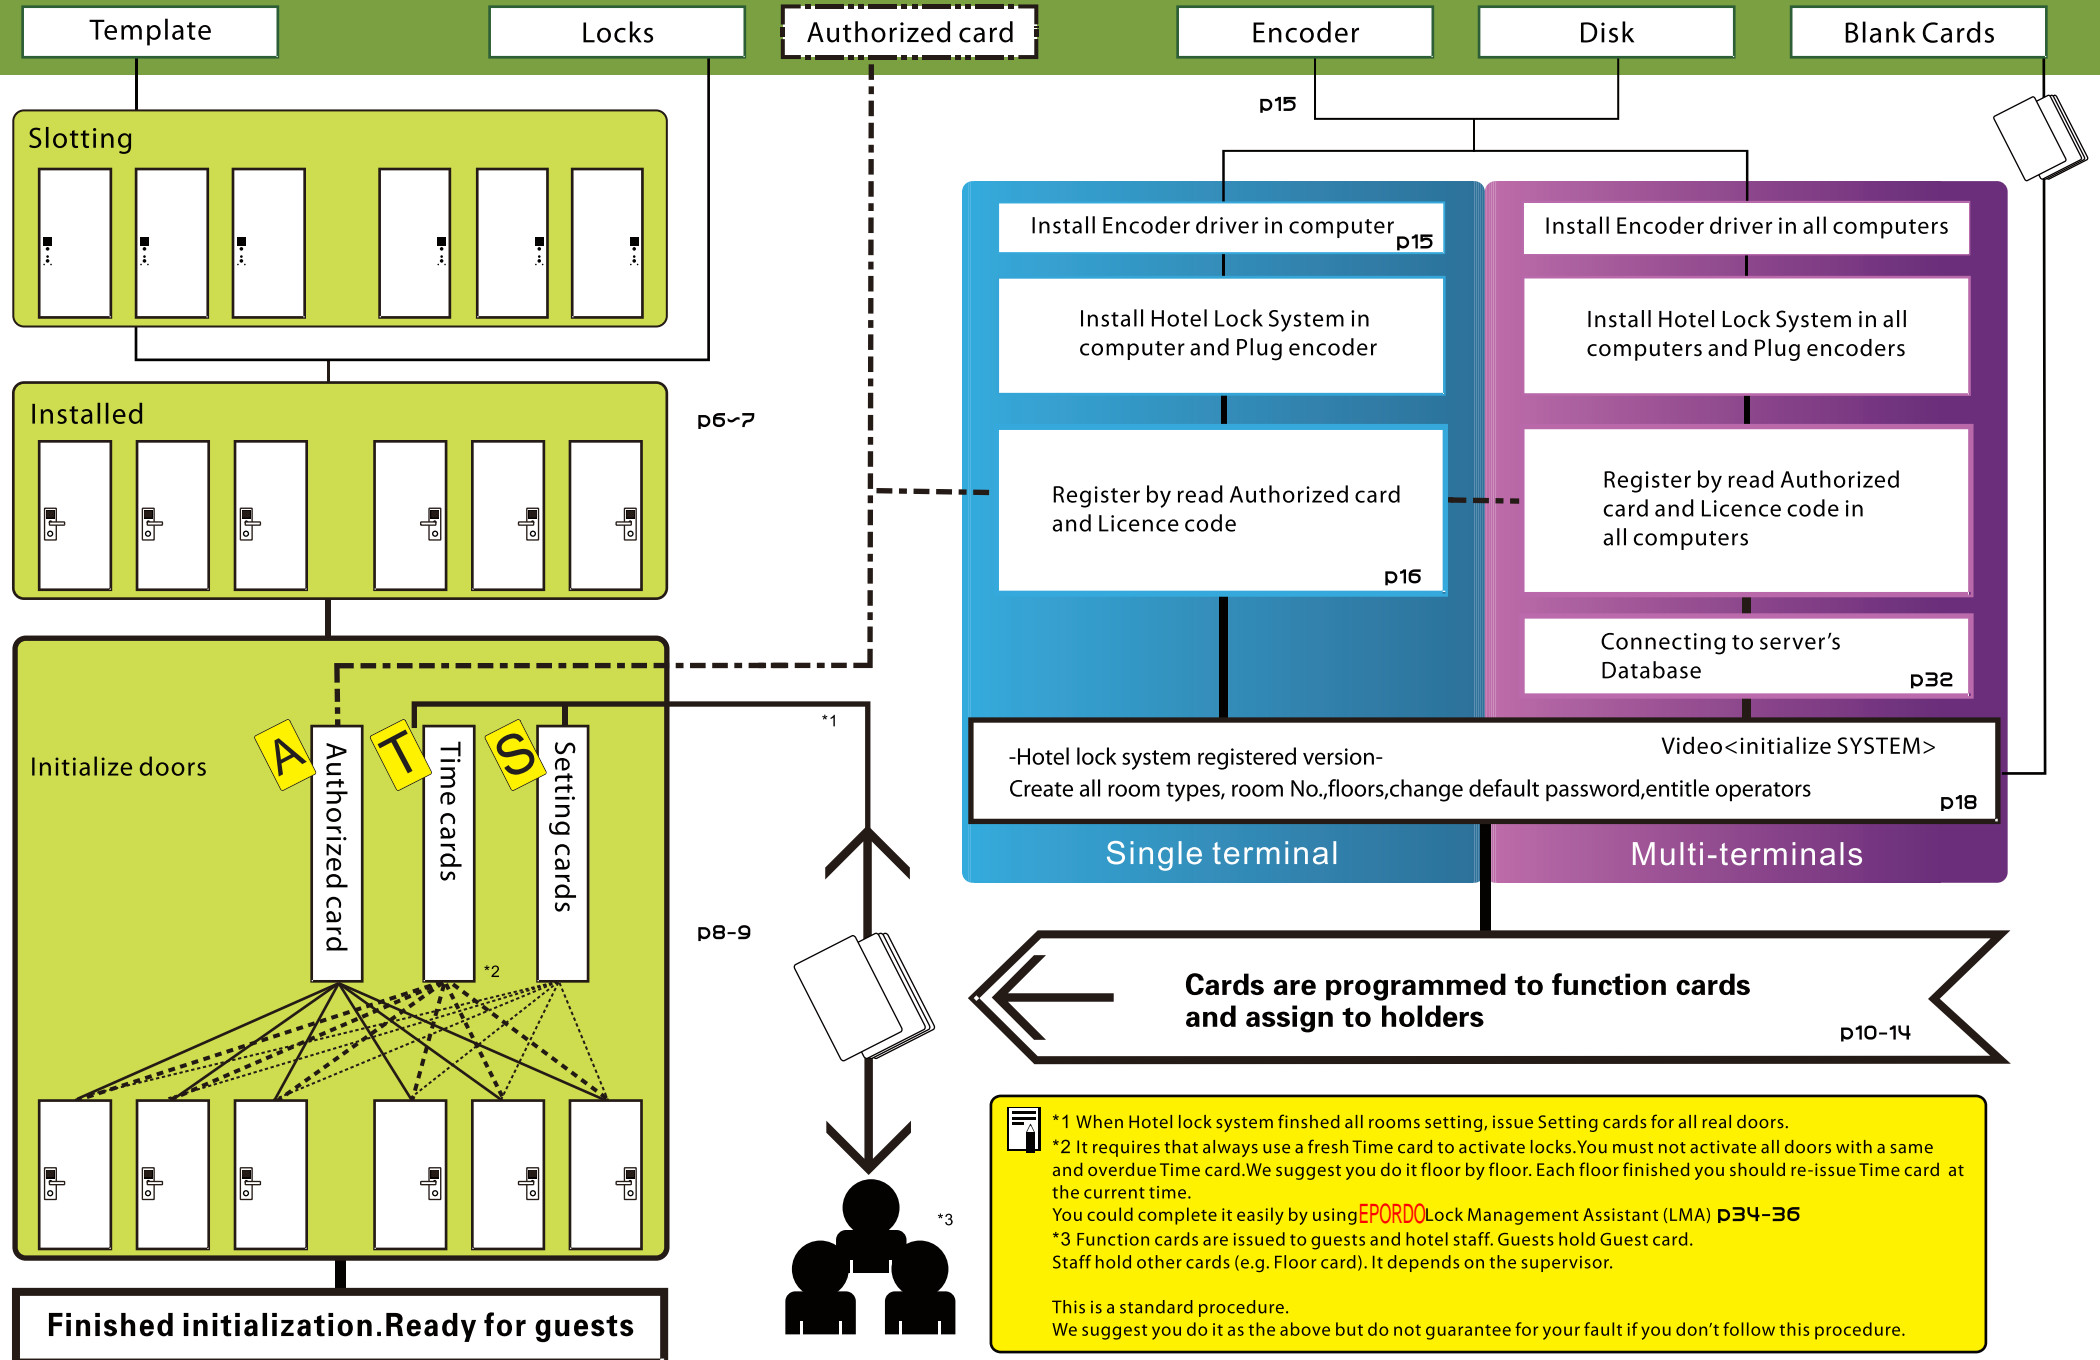 Template
Locks
Authorized card
Encoder
Disk
Blank Cards
p15
Slotting
Installed
p6~7
Initialize doors
A
Authorized card
T
Time cards
S
Setting cards
*1
*2
p8-9
Install Encoder driver in computer
p15
Install Hotel Lock System in
computer and Plug encoder
Register by read Authorized card
and Licence code
p16
Install Encoder driver in all computers
Install Hotel Lock System in all
computers and Plug encoders
Register by read Authorized
card and Licence code in
all computers
Connecting to server’s
Database
p32
Video<initialize SYSTEM>
-Hotel lock system registered version-
Create all room types, room No.,floors,change default password,entitle operators
p18
Single terminal
Multi-terminals
Cards are programmed to function cards
and assign to holders
p10-14
*3
*1 When Hotel lock system finshed all rooms setting, issue Setting cards for all real doors.
*2 It requires that always use a fresh Time card to activate locks.You must not activate all doors with a same
and overdue Time card.We suggest you do it floor by floor. Each floor finished you should re-issue Time card at
the current time.
You could complete it easily by using EPORDO Lock Management Assistant (LMA) p34-36
*3 Function cards are issued to guests and hotel staff. Guests hold Guest card.
Staff hold other cards (e.g. Floor card). It depends on the supervisor.
This is a standard procedure.
We suggest you do it as the above but do not guarantee for your fault if you don’t follow this procedure.
Finished initialization.Ready for guests